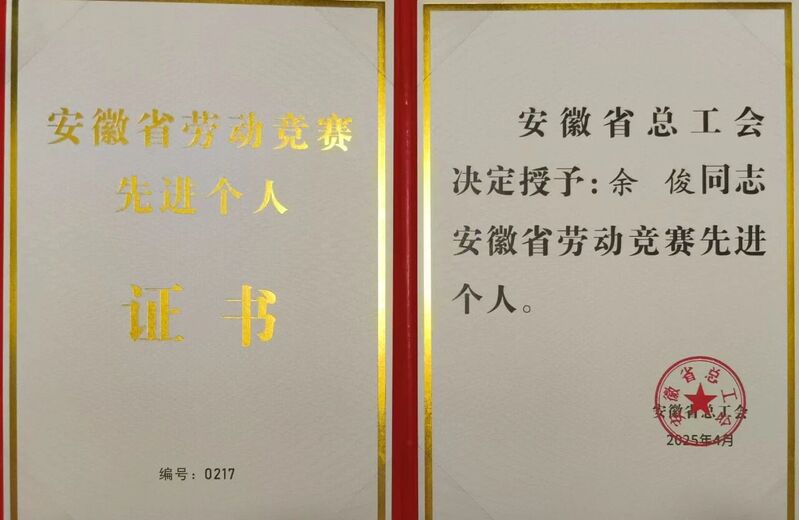 安徽省劳动竞赛
先进个人
证书
编号：0217
安徽省总工会
决定授予：余 俊同志
安徽省劳动竞赛先进
个人。
安徽省总工会
安徽省总工会
2025年4月